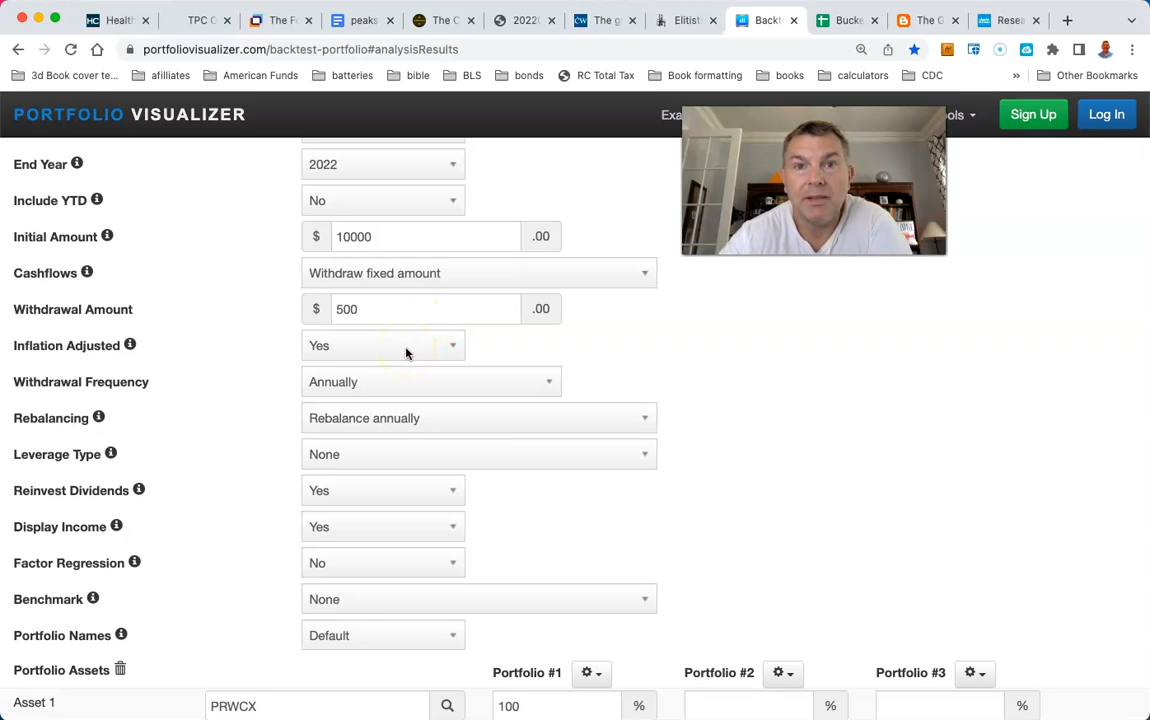 Health
TPC C
The F
peaks
The C
20220
The g
Elitist
Backt
Bucke
The G
Resea
portfoliovisualizer.com/backtest-portfolio#analysisResults
3d Book cover te...
afilliates
American Funds
batteries
bible
BLS
bonds
RC Total Tax
Book formatting
books
calculators
CDC
»
Other Bookmarks
PORTFOLIO VISUALIZER
Exa
ools
Sign Up
Log In
End Year
2022
Include YTD
No
Initial Amount
$ 10000 .00
Cashflows
Withdraw fixed amount
Withdrawal Amount
$ 500 .00
Inflation Adjusted
Yes
Withdrawal Frequency
Annually
Rebalancing
Rebalance annually
Leverage Type
None
Reinvest Dividends
Yes
Display Income
Yes
Factor Regression
No
Benchmark
None
Portfolio Names
Default
Portfolio Assets
Portfolio #1
Portfolio #2
Portfolio #3
Asset 1
PRWCX
100 %
%
%